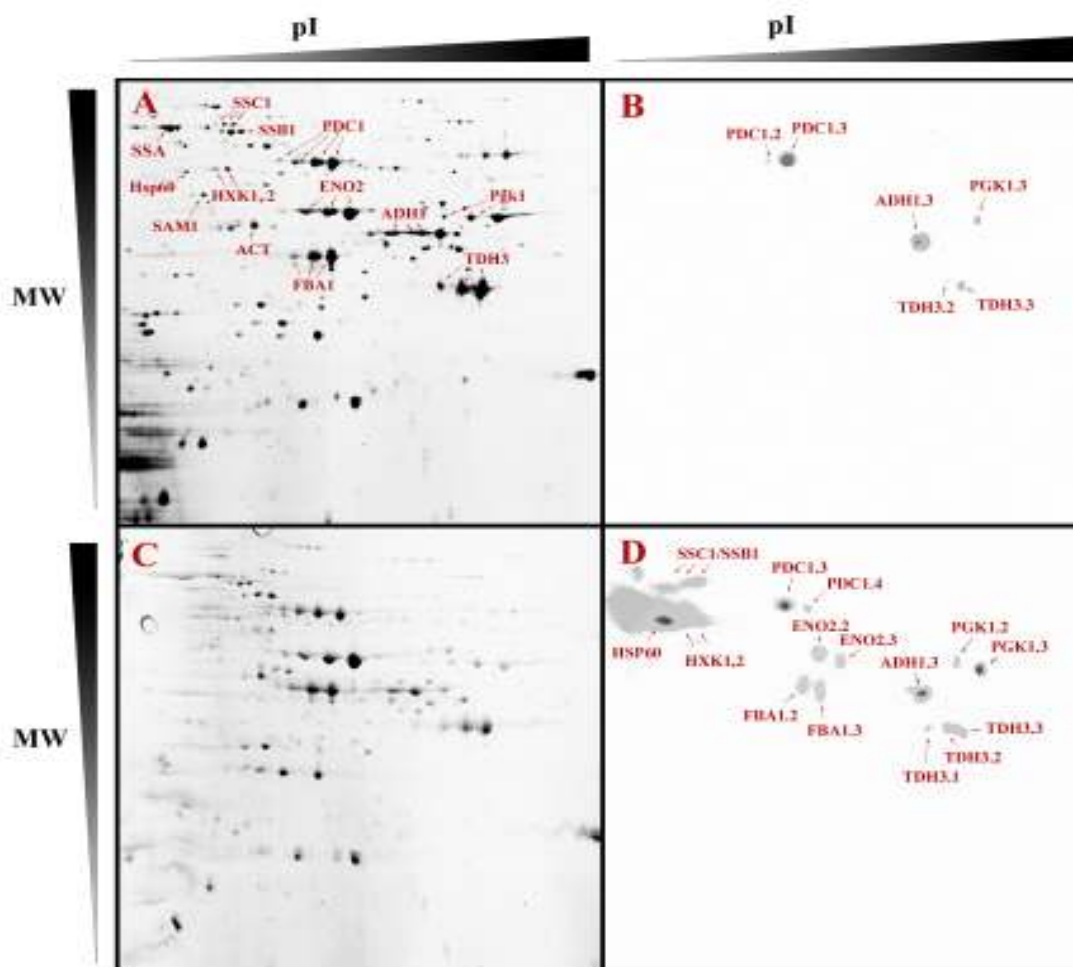 pI
pI
MW
A
SSC1
SSB1
PDC1
SSA
Hsp60
HXK1,2
ENO2
SAM1
ADH1
Pgk1
ACT
FBA1
TDH3
B
PDC1.2
PDC1.3
ADH1.3
PGK1.3
TDH3.2
TDH3.3
MW
C
D
SSC1/SSB1
PDC1.3
PDC1.4
ENO2.2
ENO2.3
HSP60
HXK1,2
ADH1.3
PGK1.2
PGK1.3
FBA1.2
FBA1.3
TDH3.3
TDH3.2
TDH3.1